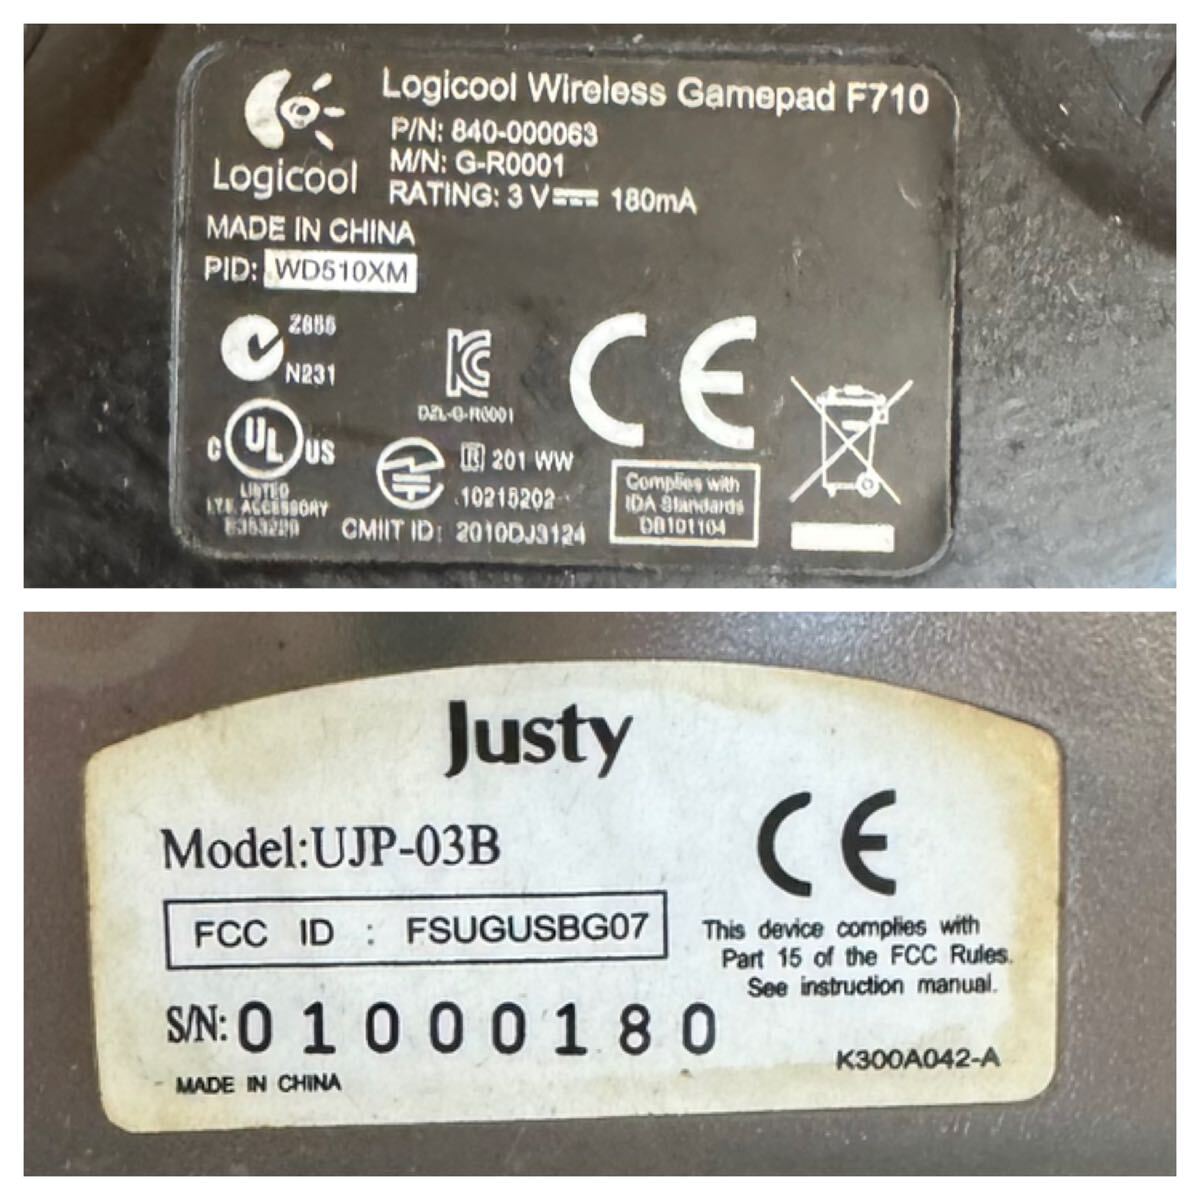 Logicool Wireless Gamepad F710
P/N: 840-000063
M/N: G-R0001
Logicool
RATING: 3 V 180mA
MADE IN CHINA
PID: WD510XM
N231
DZL-G-R0001
C UL US
LISTED
I.T.E. ACCESSORY
R 201 WW
10215202
CMIIT ID: 2010DJ3124
CE
Complies with
IDA Standards
DB101104
Justy
Model:UJP-03B
CE
FCC ID : FSUGUSBG07
This device complies with
Part 15 of the FCC Rules.
See instruction manual.
S/N: 01000180
K300A042-A
MADE IN CHINA